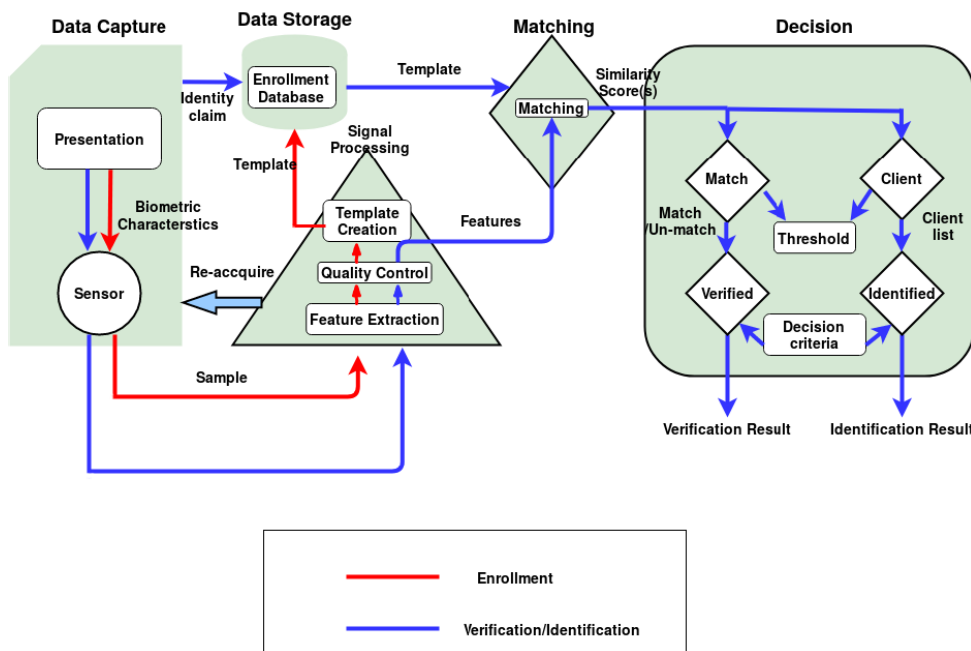 Data Capture
Data Storage
Matching
Decision
Enrollment
Database
Identity
claim
Template
Similarity
Score(s)
Matching
Presentation
Signal
Processing
Template
Biometric
Characterstics
Template
Creation
Features
Match
Client
Match
/Un-match
Threshold
Client
list
Re-accquire
Quality Control
Sensor
Feature Extraction
Verified
Identified
Decision
criteria
Sample
Verification Result
Identification Result
Enrollment
Verification/Identification